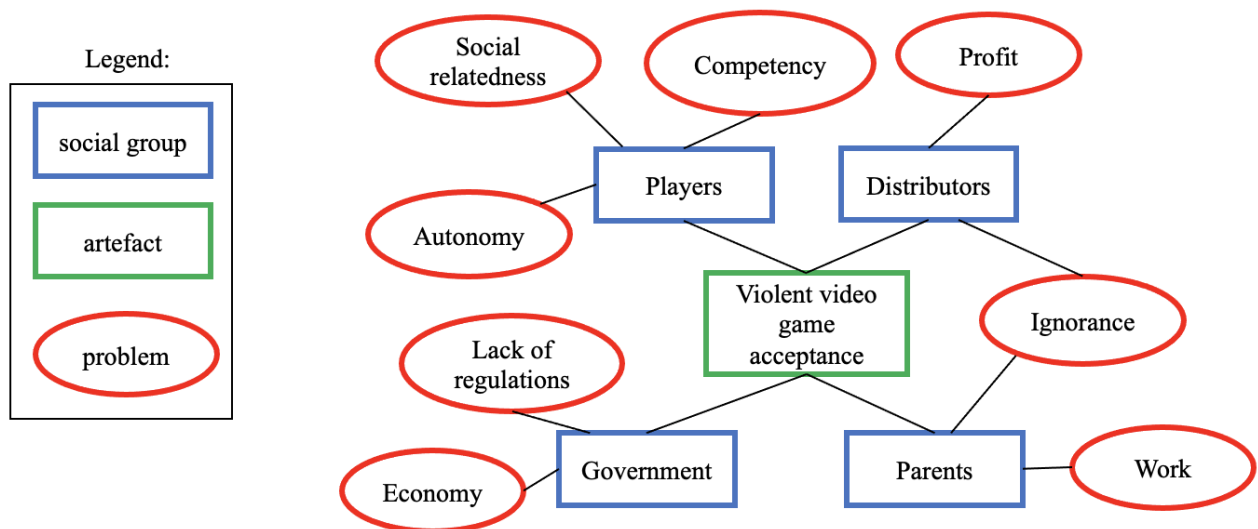 Legend:
social group
artefact
problem
Social
relatedness
Competency
Profit
Players
Distributors
Autonomy
Violent video
game
acceptance
Ignorance
Lack of
regulations
Government
Parents
Economy
Work